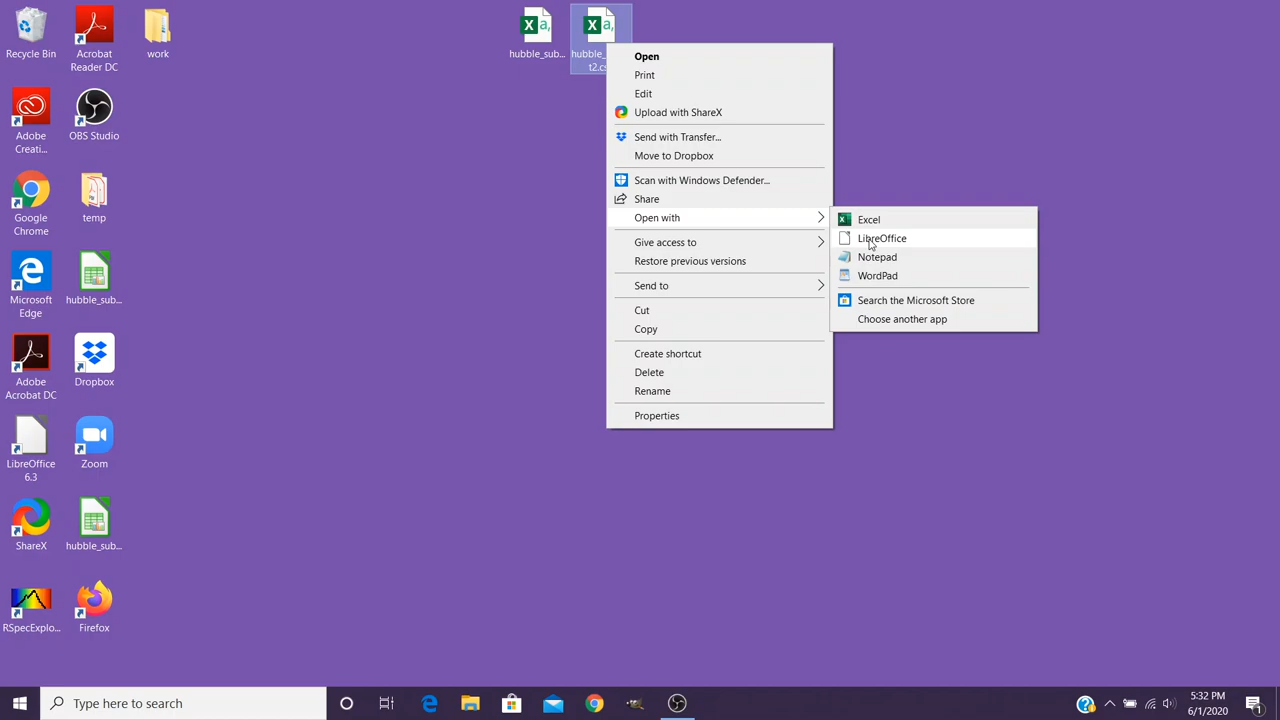 Recycle Bin
Acrobat
Reader DC
work
hubble_sub...
hubble_
t2.cs
Adobe
Creati...
OBS Studio
Google
Chrome
temp
Microsoft
Edge
hubble_sub...
Adobe
Acrobat DC
Dropbox
LibreOffice
6.3
Zoom
ShareX
hubble_sub...
RSpecExplo...
Firefox
Open
Print
Edit
Upload with ShareX
Send with Transfer...
Move to Dropbox
Scan with Windows Defender...
Share
Open with
Give access to
Restore previous versions
Send to
Cut
Copy
Create shortcut
Delete
Rename
Properties
Excel
LibreOffice
Notepad
WordPad
Search the Microsoft Store
Choose another app
Type here to search
5:32 PM
6/1/2020
1